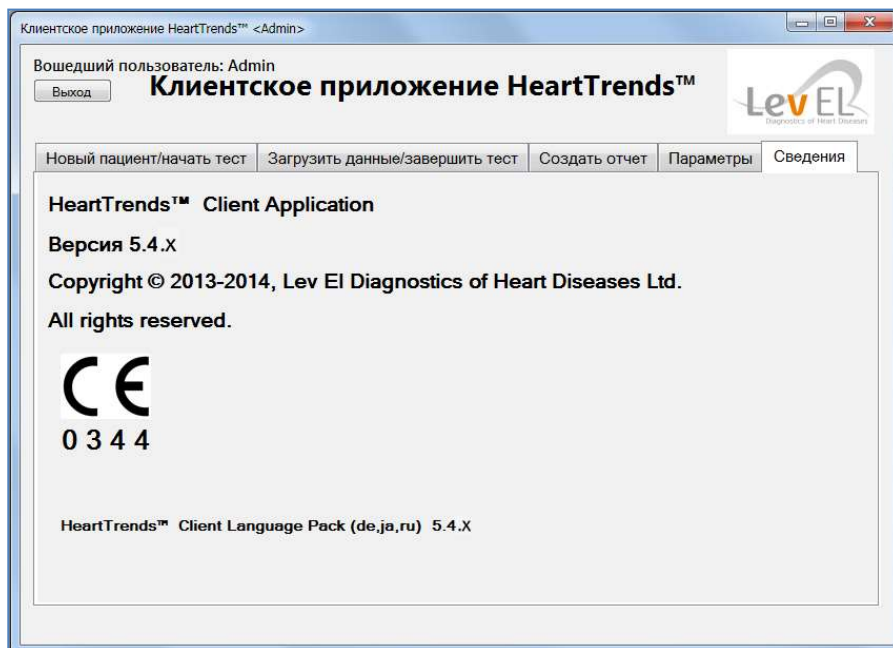 Клиентское приложение HeartTrends™ <Admin>
Вошедший пользователь: Admin
Выход
Клиентское приложение HeartTrends™
Lev El
Diagnostics of Heart Diseases
Новый пациент/начать тест
Загрузить данные/завершить тест
Создать отчет
Параметры
Сведения
HeartTrends™ Client Application
Версия 5.4.x
Copyright © 2013-2014, Lev El Diagnostics of Heart Diseases Ltd.
All rights reserved.
CE
0344
HeartTrends™ Client Language Pack (de,ja,ru) 5.4.X